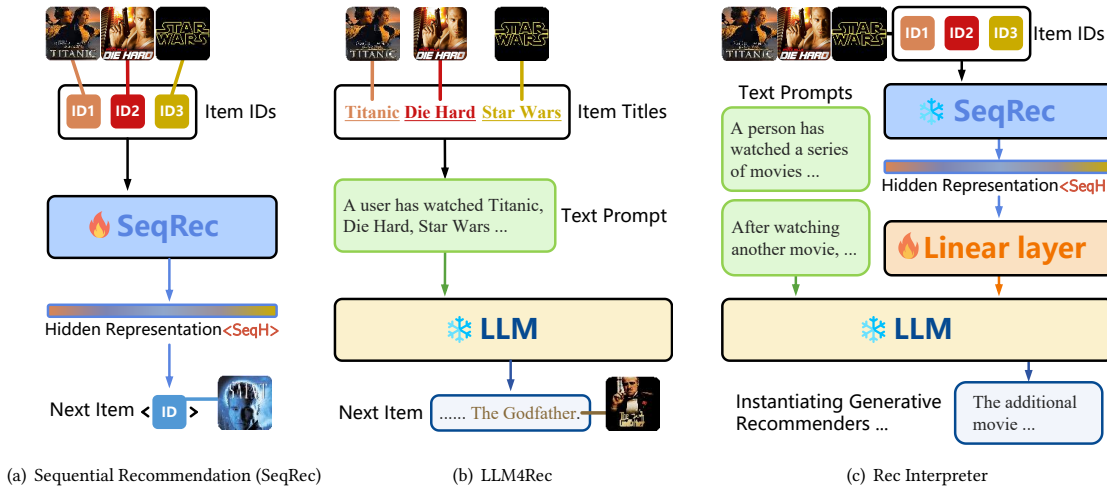 TITANIC
DIE HARD
STAR WARS
ID1
ID2
ID3
Item IDs
SeqRec
Hidden Representation<SeqH>
Next Item < ID >
(a) Sequential Recommendation (SeqRec)
TITANIC
DIE HARD
STAR WARS
Titanic Die Hard Star Wars
Item Titles
A user has watched Titanic,
Die Hard, Star Wars ...
Text Prompt
LLM
Next Item
...... The Godfather.
(b) LLM4Rec
TITANIC
DIE HARD
STAR WARS
ID1
ID2
ID3
Item IDs
Text Prompts
A person has
watched a series
of movies ...
After watching
another movie, ...
SeqRec
Hidden Representation<SeqH
Linear layer
LLM
Instantiating Generative
Recommenders ...
The additional
movie ...
(c) Rec Interpreter